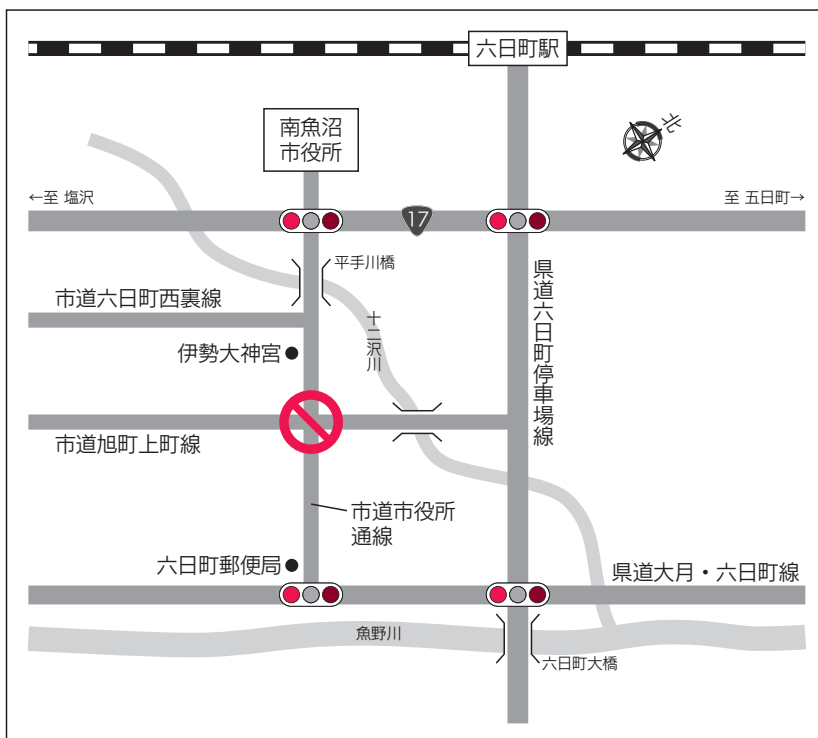 六日町駅
南魚沼
市役所
北
←至 塩沢
至 五日町→
17
平手川橋
市道六日町西裏線
十二沢川
県道六日町停車場線
伊勢大神宮
市道旭町上町線
市道市役所
通線
六日町郵便局
県道大月・六日町線
魚野川
六日町大橋